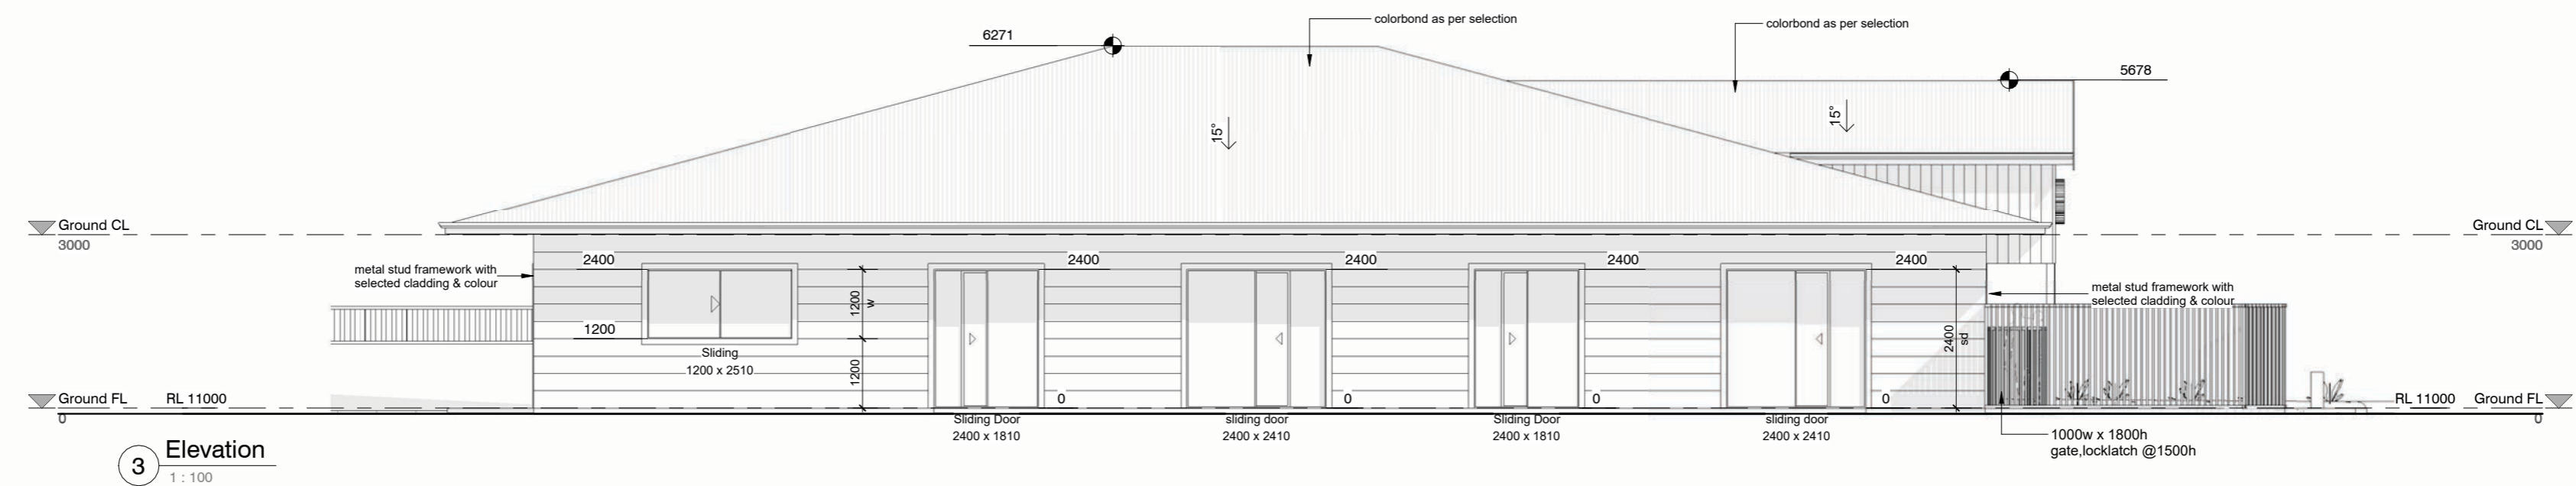 6271
colorbond as per selection
colorbond as per selection
5678
15°
15°
Ground CL
3000
Ground CL
3000
metal stud framework with
selected cladding & colour
2400
2400
2400
2400
2400
1200
w
1200
1200
Sliding
1200 x 2510
metal stud framework with
selected cladding & colour
2400
sd
Ground FL
RL 11000
0
0
0
0
0
RL 11000
Ground FL
0
Sliding Door
2400 x 1810
sliding door
2400 x 2410
Sliding Door
2400 x 1810
sliding door
2400 x 2410
1000w x 1800h
gate,locklatch @1500h
3
Elevation
1 : 100